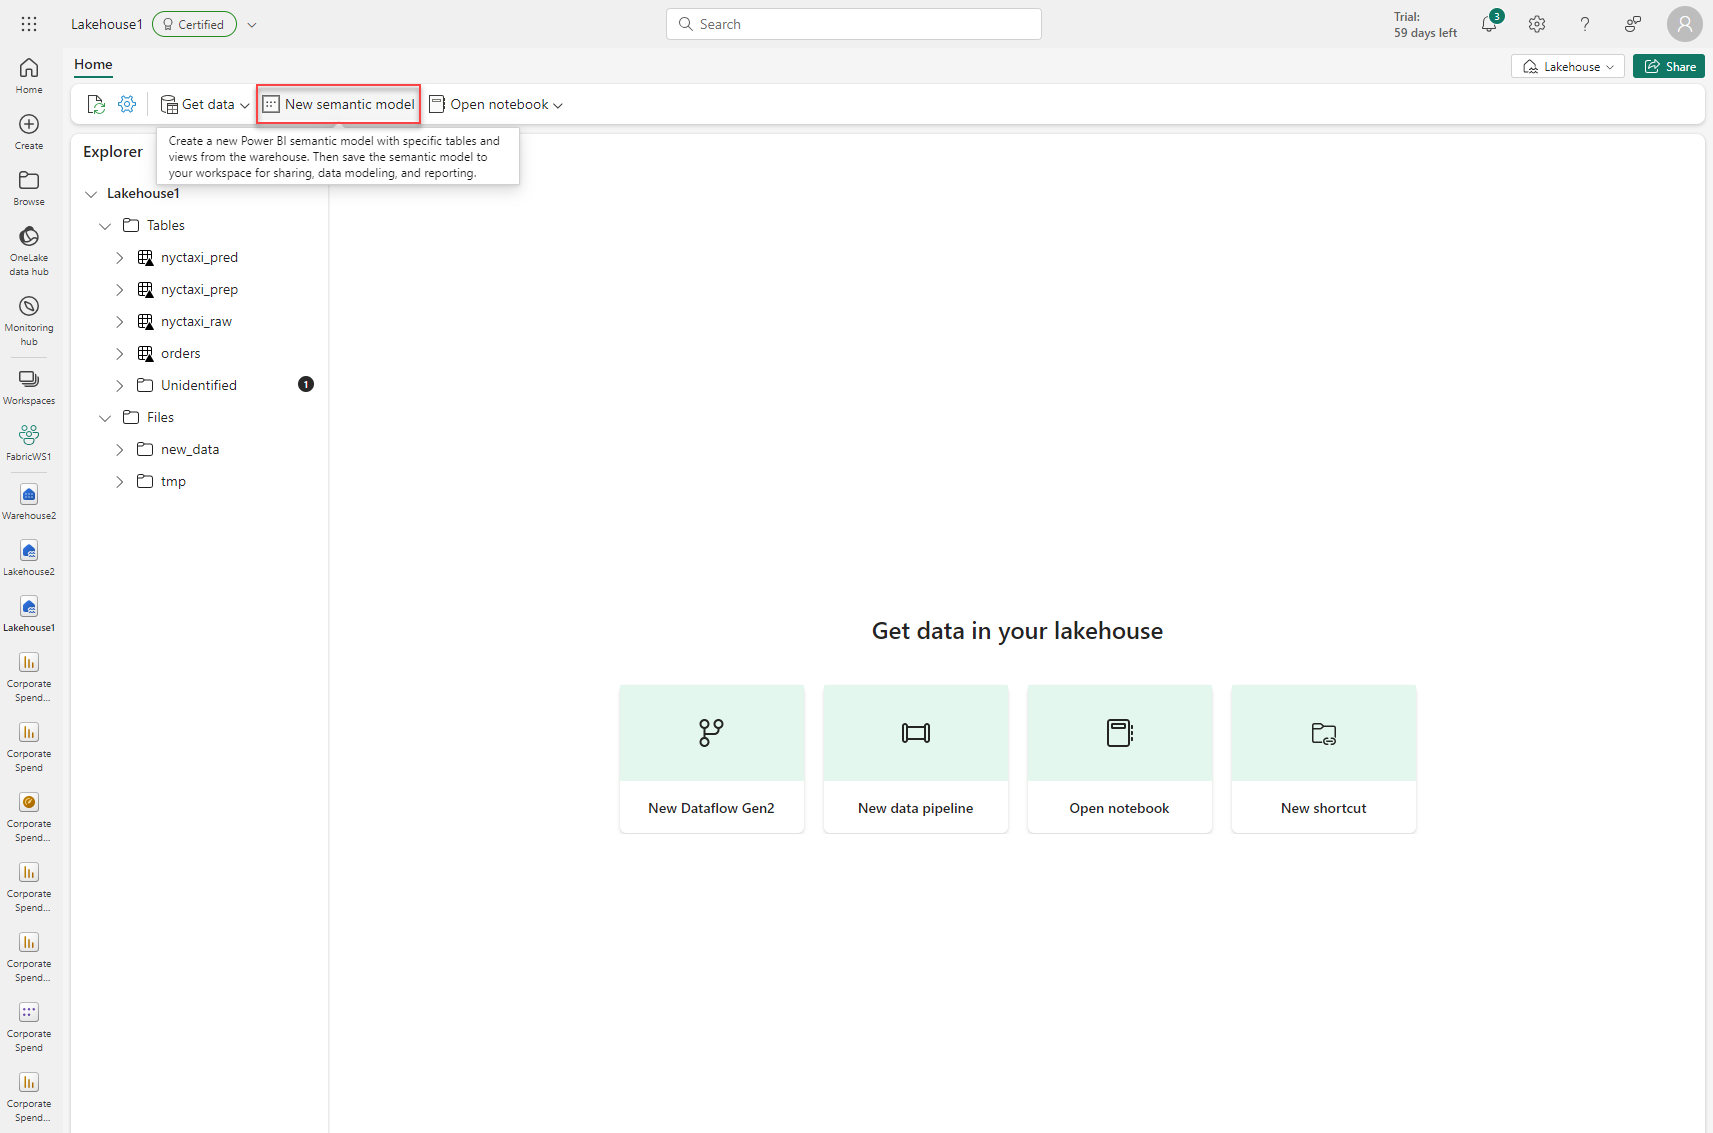 Lakehouse1
Certified
Search
Trial:
59 days left
3
Home
Lakehouse
Share
Get data
New semantic model
Open notebook
Create a new Power BI semantic model with specific tables and
views from the warehouse. Then save the semantic model to
your workspace for sharing, data modeling, and reporting.
Home
Create
Browse
OneLake
data hub
Monitoring
hub
Workspaces
FabricWS1
Warehouse2
Lakehouse2
Lakehouse1
Corporate
Spend...
Corporate
Spend
Corporate
Spend...
Corporate
Spend...
Corporate
Spend...
Corporate
Spend
Corporate
Spend...
Explorer
Lakehouse1
Tables
nyctaxi_pred
nyctaxi_prep
nyctaxi_raw
orders
Unidentified
1
Files
new_data
tmp
Get data in your lakehouse
New Dataflow Gen2
New data pipeline
Open notebook
New shortcut